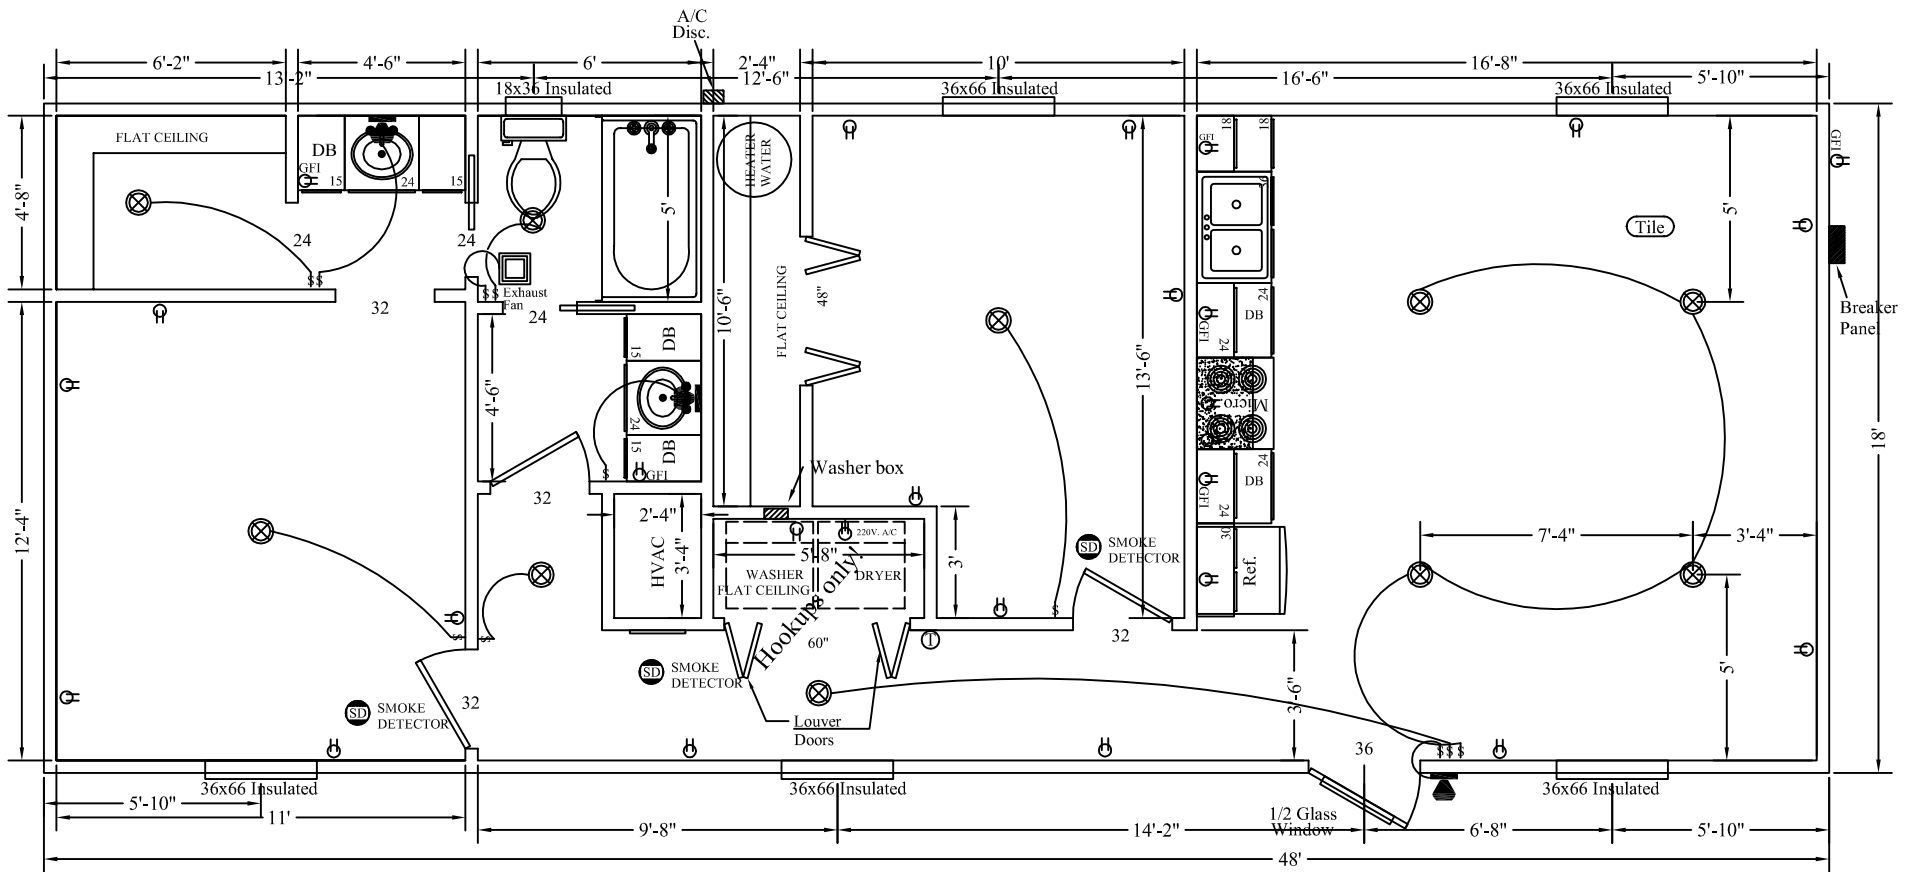 A/C
Disc.
6'-2"
4'-6"
6'
2'-4"
10'
16'-8"
13'-2"
12'-6"
16'-6"
5'-10"
18x36 Insulated
36x66 Insulated
36x66 Insulated
FLAT CEILING
DB
GFI
15
24
15
HEATER
WATER
GFI
18
18
GFI
4'-8"
5'
5'
Tile
24
24
Exhaust
Fan
32
24
10'-6"
FLAT CEILING
48"
24
DB
GFI
24
Breaker
Panel
DB
15
4'-6"
24
15
DB
GFI
13'-6"
Micro.
18'
Washer box
24
DB
GFI
24
30
32
12'-4"
2'-4"
HVAC
3'-4"
220V. A/C
5'-8"
WASHER
DRYER
FLAT CEILING
Hookups only!
3'
SD
SMOKE
DETECTOR
Ref.
7'-4"
3'-4"
60"
T
32
SD
SMOKE
DETECTOR
5'
3'-6"
SD
SMOKE
DETECTOR
32
Louver
Doors
36
S
S
S
S
S
S
S
S
S
S
S
S
36x66 Insulated
36x66 Insulated
36x66 Insulated
5'-10"
11'
1/2 Glass
Window
9'-8"
14'-2"
6'-8"
5'-10"
48'